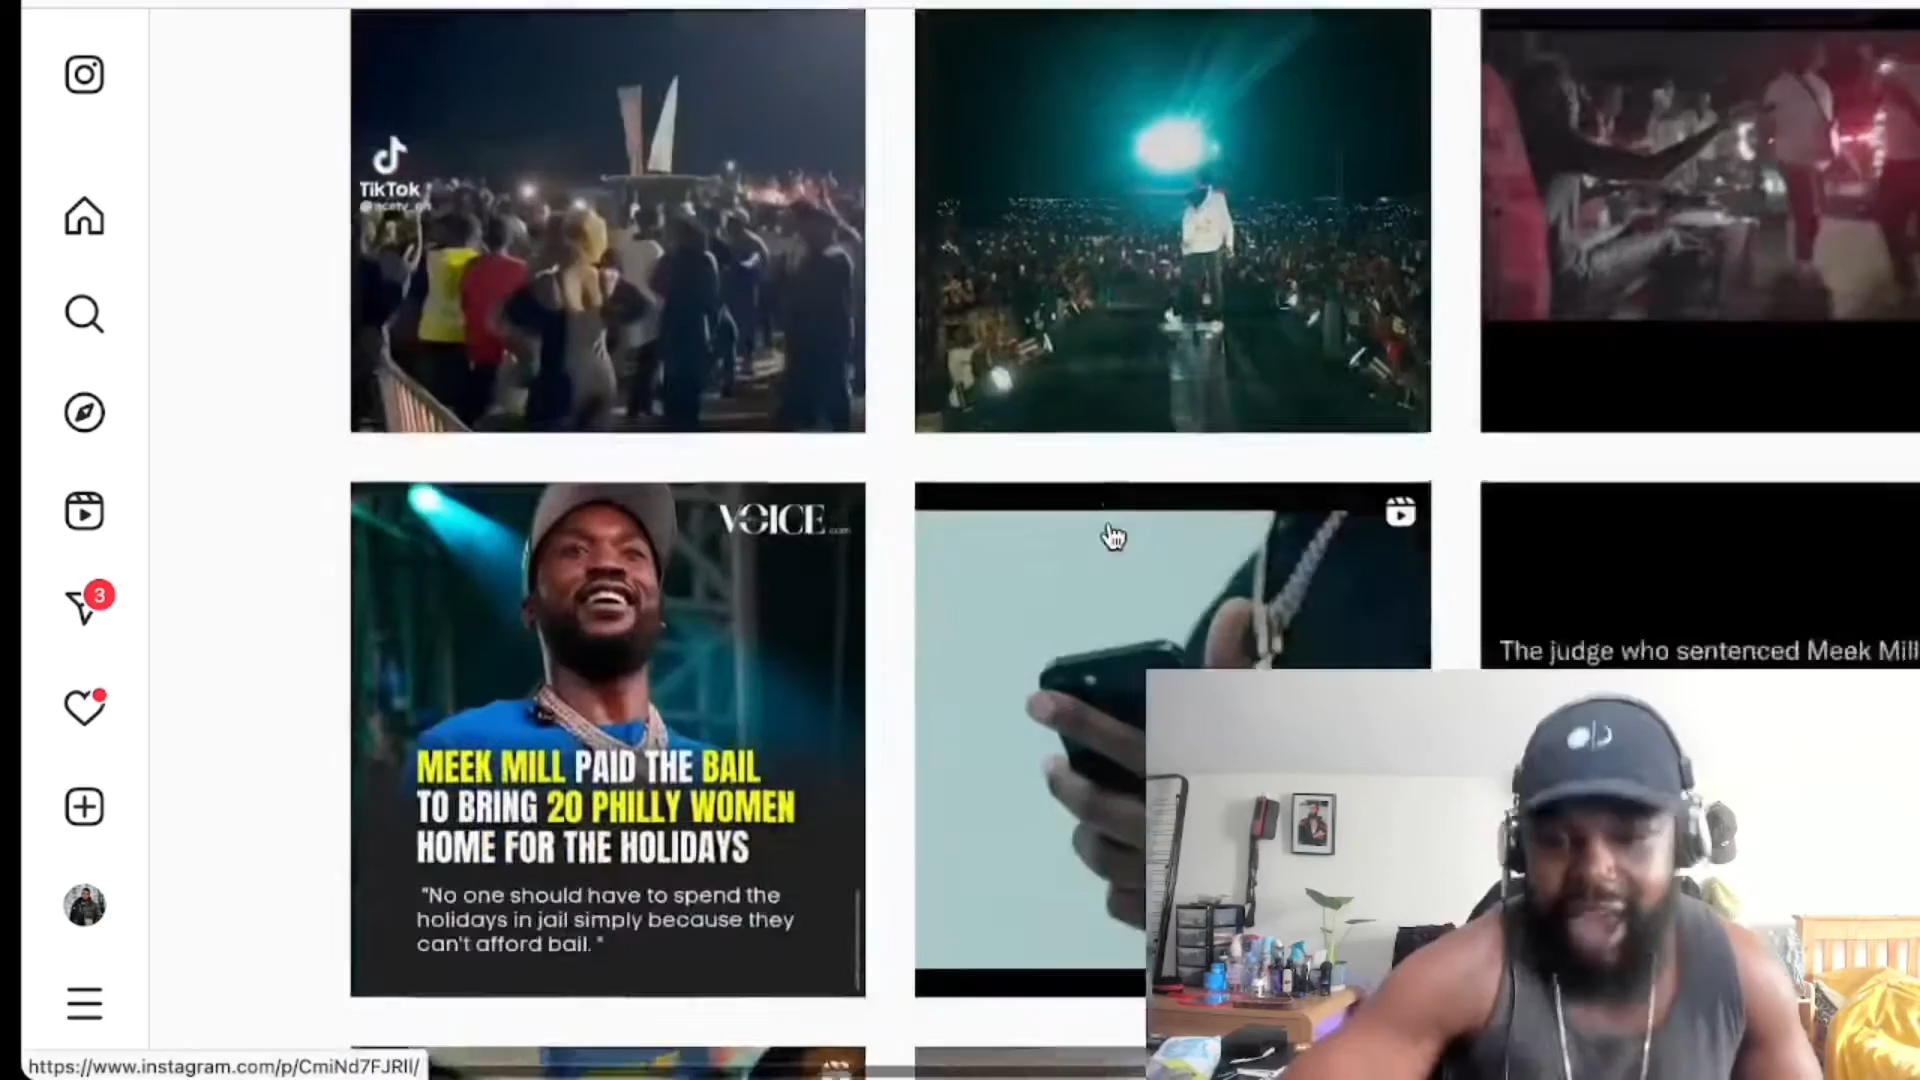 TikTok
VOICE
MEEK MILL PAID THE BAIL
TO BRING 20 PHILLY WOMEN
HOME FOR THE HOLIDAYS
"No one should have to spend the
holidays in jail simply because they
can't afford bail. "
The judge who sentenced Meek Mill
3
https://www.instagram.com/p/CmiNd7FJRll/